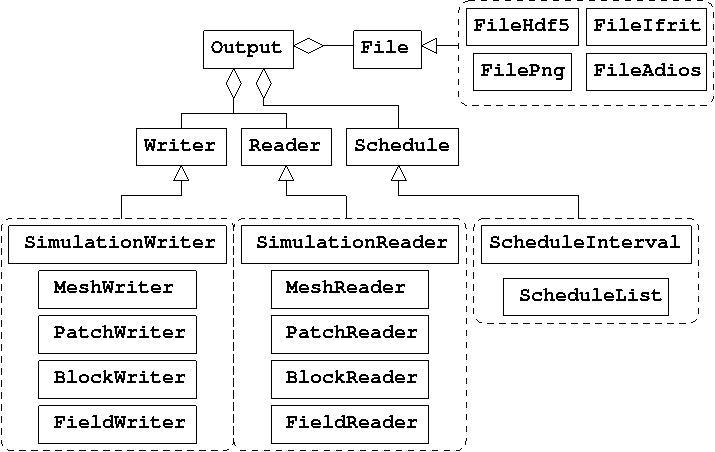 FileHdf5 FileIfrit
Output File
FilePng FileAdios
Writer Reader Schedule
SimulationWriter SimulationReader ScheduleInterval
MeshWriter MeshReader ScheduleList
PatchWriter PatchReader
BlockWriter BlockReader
FieldWriter FieldReader